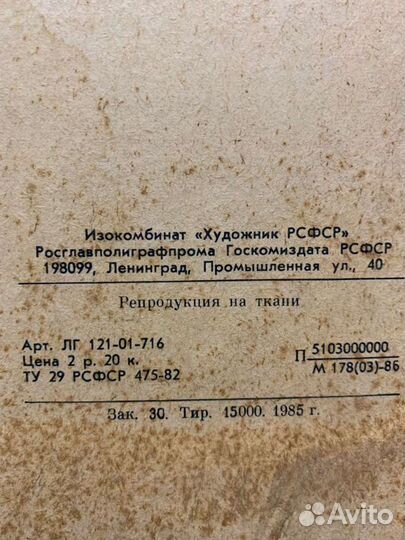 Изокомбинат «Художник РСФСР»
Росглавполиграфпрома Госкомиздата РСФСР
198099, Ленинград, Промышленная ул., 40
Репродукция на ткани
Арт. ЛГ 121-01-716
Цена 2 р. 20 к.
ТУ 29 РСФСР 475-82
П 5103000000
М 178(03)-86
Зак. 30. Тир. 15000. 1985 г.
Avito